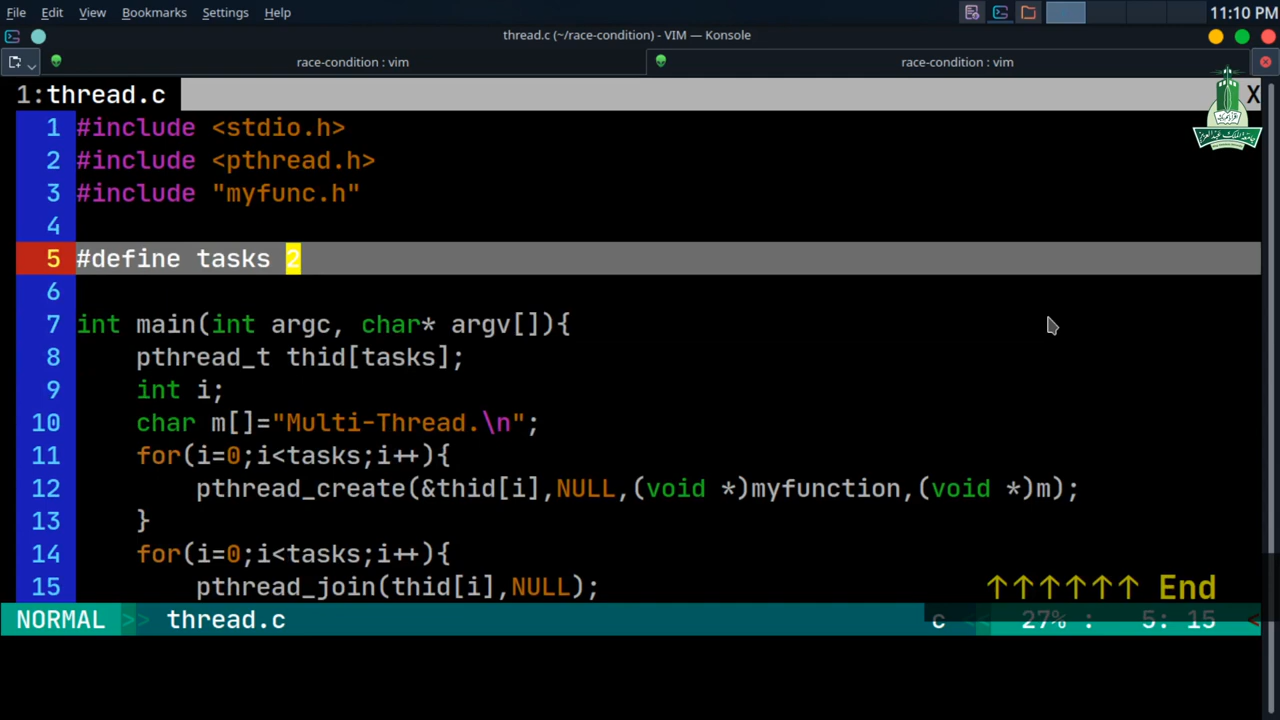 File Edit View Bookmarks Settings Help 11:10 PM
thread.c (~/race-condition) - VIM — Konsole
race-condition : vim race-condition : vim
1:thread.c X
1 #include <stdio.h>
2 #include <pthread.h>
3 #include "myfunc.h"
4
5 #define tasks 2
6
7 int main(int argc, char* argv[]){
8 pthread_t thid[tasks];
9 int i;
10 char m[]="Multi-Thread.\n";
11 for(i=0;i<tasks;i++){
12 pthread_create(&thid[i],NULL,(void *)myfunction,(void *)m);
13 }
14 for(i=0;i<tasks;i++){
15 pthread_join(thid[i],NULL);
↑↑↑↑↑↑ End
NORMAL >> thread.c c << 27% : 5: 15 <
جامعة الملك عبدالعزيز